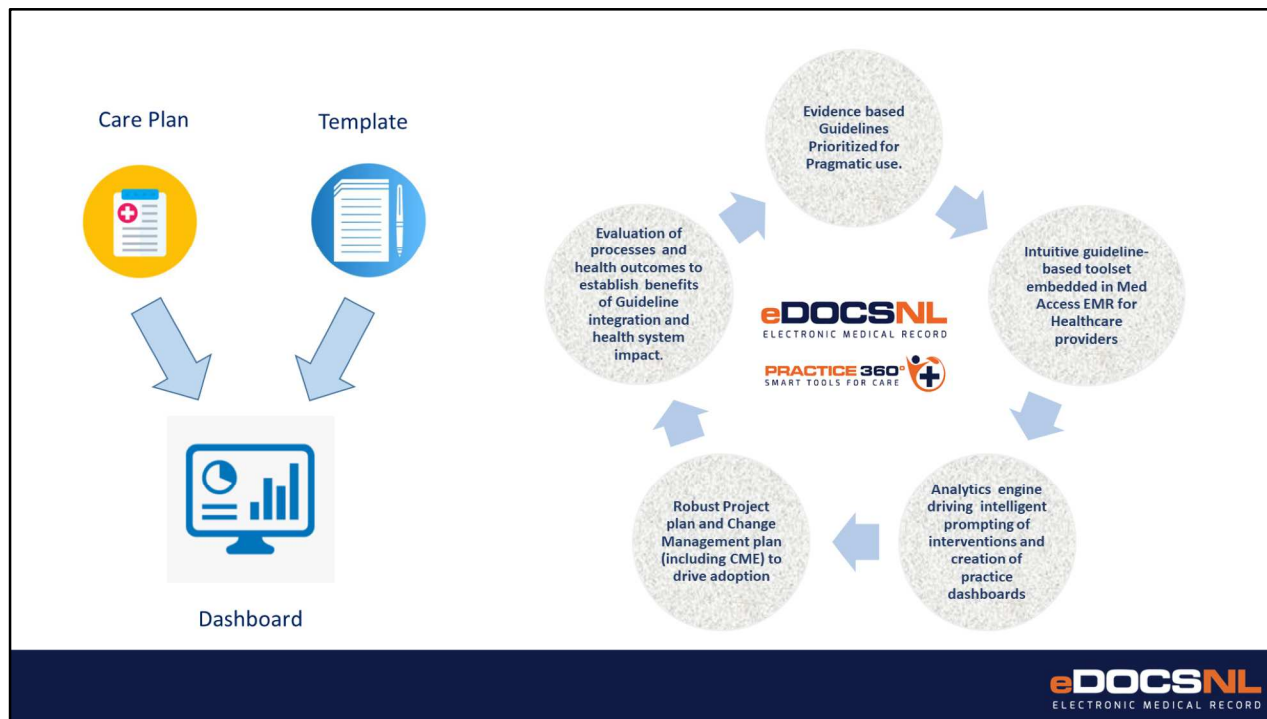 Care Plan
Template
Dashboard
Evidence based
Guidelines
Prioritized for
Pragmatic use.
Intuitive guideline-
based toolset
embedded in Med
Access EMR for
Healthcare
providers
Analytics engine
driving intelligent
prompting of
interventions and
creation of
practice
dashboards
Robust Project
plan and Change
Management plan
(including CME) to
drive adoption
Evaluation of
processes and
health outcomes to
establish benefits
of Guideline
integration and
health system
impact.
eDOCSNL
ELECTRONIC MEDICAL RECORD
PRACTICE 360°
SMART TOOLS FOR CARE
eDOCSNL
ELECTRONIC MEDICAL RECORD